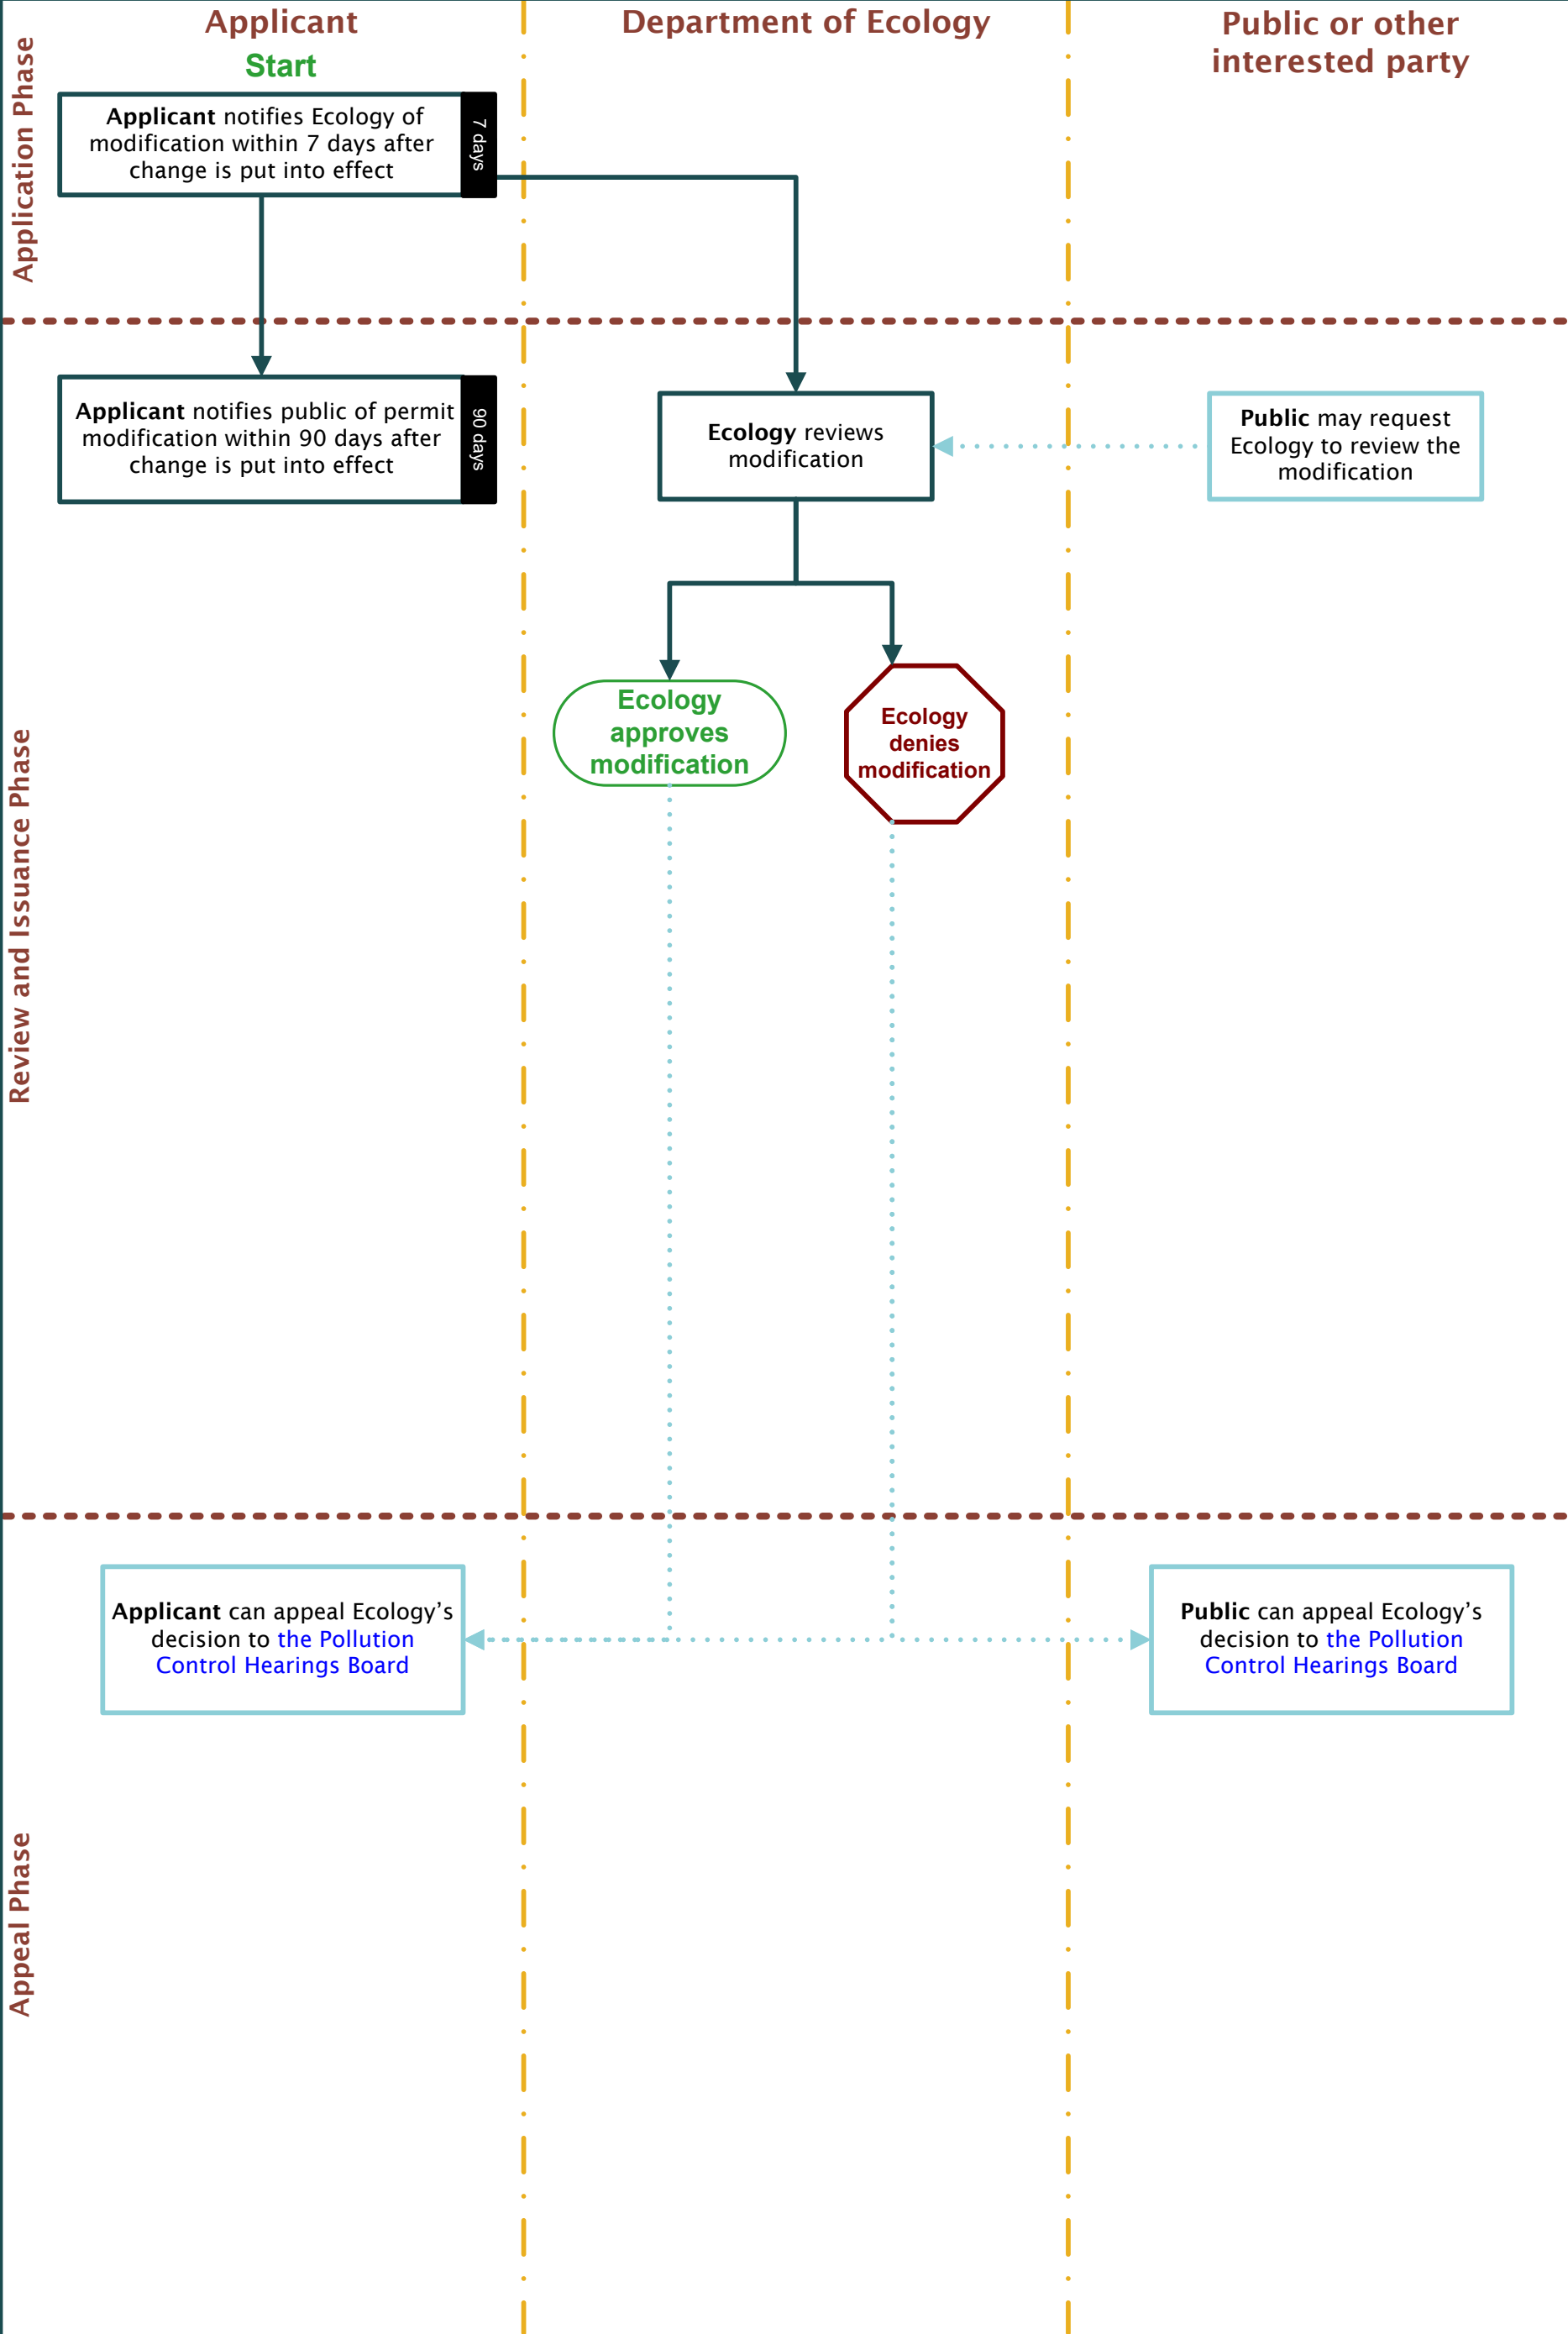 Applicant
Department of Ecology
Public or other
interested party
Start
Application Phase
Applicant notifies Ecology of
modification within 7 days after
change is put into effect
7 days
Review and Issuance Phase
Applicant notifies public of permit
modification within 90 days after
change is put into effect
90 days
Ecology reviews
modification
Public may request
Ecology to review the
modification
Ecology
approves
modification
Ecology
denies
modification
Appeal Phase
Applicant can appeal Ecology’s
decision to the Pollution
Control Hearings Board
Public can appeal Ecology’s
decision to the Pollution
Control Hearings Board